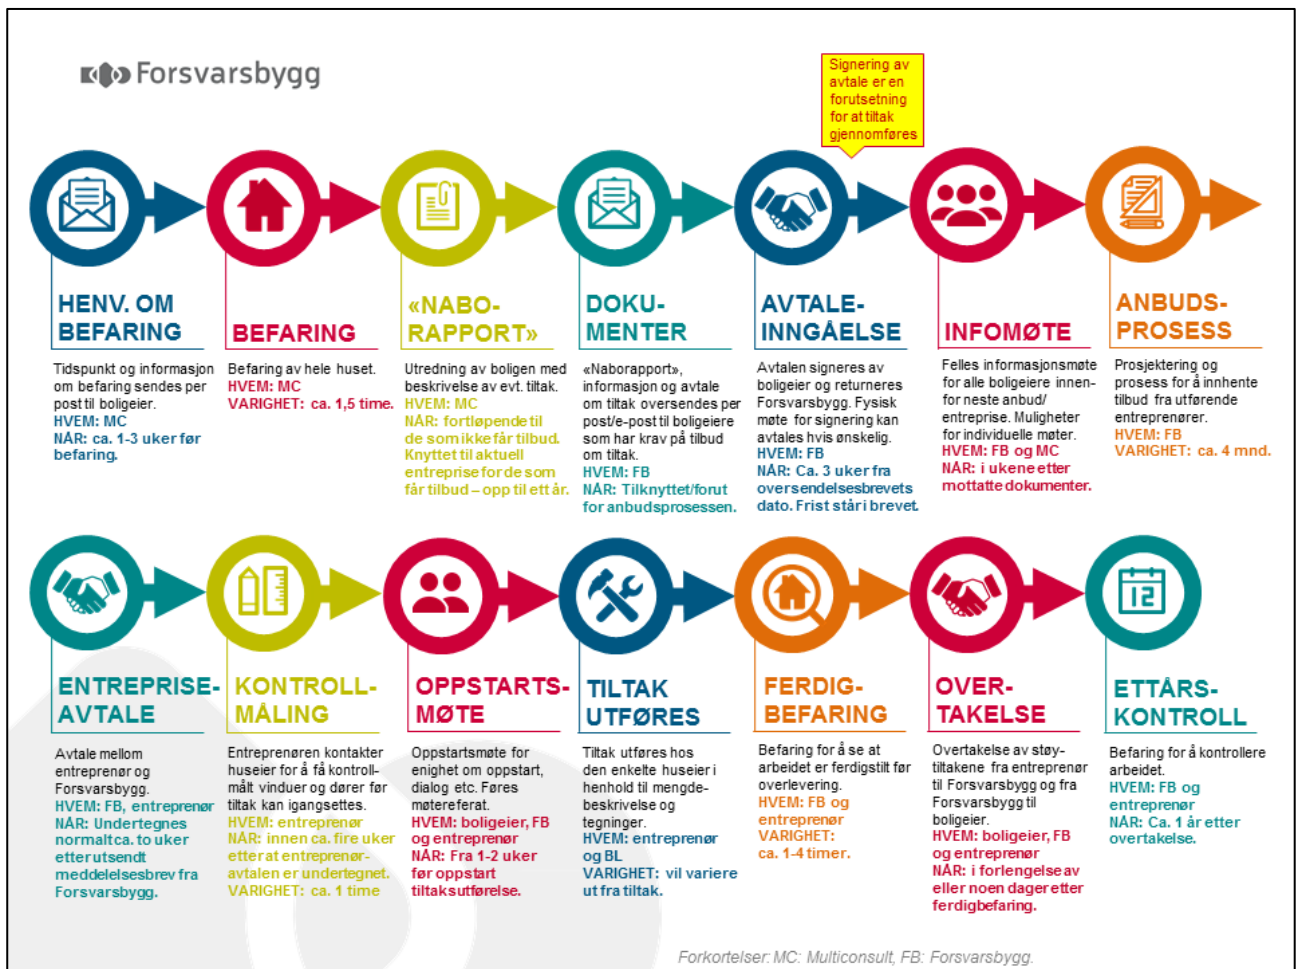 Forsvarsbygg
Signering av
avtale er en
forutsetning
for at tiltak
gjennomføres
HENV. OM
BEFARING
Tidspunkt og informasjon
om befaring sendes per
post til boligeier.
HVEM: MC
NÅR: ca. 1-3 uker før
befaring.
BEFARING
Befaring av hele huset.
HVEM: MC
VARIGHET: ca. 1,5 time.
«NABO-
RAPPORT»
Utredning av boligen med
beskrivelse av evt. tiltak.
HVEM: MC
NÅR: fortløpende til
de som ikke får tilbud.
Knyttet til aktuell
entreprise for de som
får tilbud – opp til ett år.
DOKU-
MENTER
«Naborapport»,
informasjon og avtale
om tiltak oversendes per
post/e-post til boligeiere
som har krav på tilbud
om tiltak.
HVEM: FB
NÅR: Tilknyttet/forut
for anbudsprosessen.
AVTALE-
INNGÅELSE
Avtalen signeres av
boligeier og returneres
Forsvarsbygg. Fysisk
møte for signering kan
avtales hvis ønskelig.
HVEM: FB
NÅR: Ca. 3 uker fra
oversendelsesbrevets
dato. Frist står i brevet.
INFOMØTE
Felles informasjonsmøte
for alle boligeiere innen-
for neste anbud/
entreprise. Muligheter
for individuelle møter.
HVEM: FB og MC
NÅR: i ukene etter
mottatte dokumenter.
ANBUDS-
PROSESS
Prosjektering og
prosess for å innhente
tilbud fra utførende
entreprenører.
HVEM: FB
VARIGHET: ca. 4 mnd.
ENTREPRISE-
AVTALE
Avtale mellom
entreprenør og
Forsvarsbygg.
HVEM: FB, entreprenør
NÅR: Undertegnes
normalt ca. to uker
etter utsendt
meddelelsesbrev fra
Forsvarsbygg.
KONTROLL-
MÅLING
Entreprenøren kontakter
huseier for å få kontroll-
målt vinduer og dører før
tiltak kan igangsettes.
HVEM: entreprenør
NÅR: innen ca. fire uker
etter at entreprenør-
avtalen er undertegnet.
VARIGHET: ca. 1 time
OPPSTARTS-
MØTE
Oppstartsmøte for
enighet om oppstart,
dialog etc. Føres
møtereferat.
HVEM: boligeier, FB
og entreprenør
NÅR: Fra 1-2 uker
før oppstart
tiltaksutførelse.
TILTAK
UTFØRES
Tiltak utføres hos
den enkelte huseier i
henhold til mengde-
beskrivelse og
tegninger.
HVEM: entreprenør
og BL
VARIGHET: vil variere
ut fra tiltak.
FERDIG-
BEFARING
Befaring for å se at
arbeidet er ferdigstilt før
overlevering.
HVEM: FB og
entreprenør
VARIGHET:
ca. 1-4 timer.
OVER-
TAKELSE
Overtakelse av støy-
tiltakene fra entreprenør
til Forsvarsbygg og fra
Forsvarsbygg til
boligeier.
HVEM: boligeier, FB
og entreprenør
NÅR: i forlengelse av
eller noen dager etter
ferdigbefaring.
12
ETTÅRS-
KONTROLL
Befaring for å kontrollere
arbeidet.
HVEM: FB og
entreprenør
NÅR: Ca. 1 år etter
overtakelse.
Forkortelser: MC: Multiconsult, FB: Forsvarsbygg.